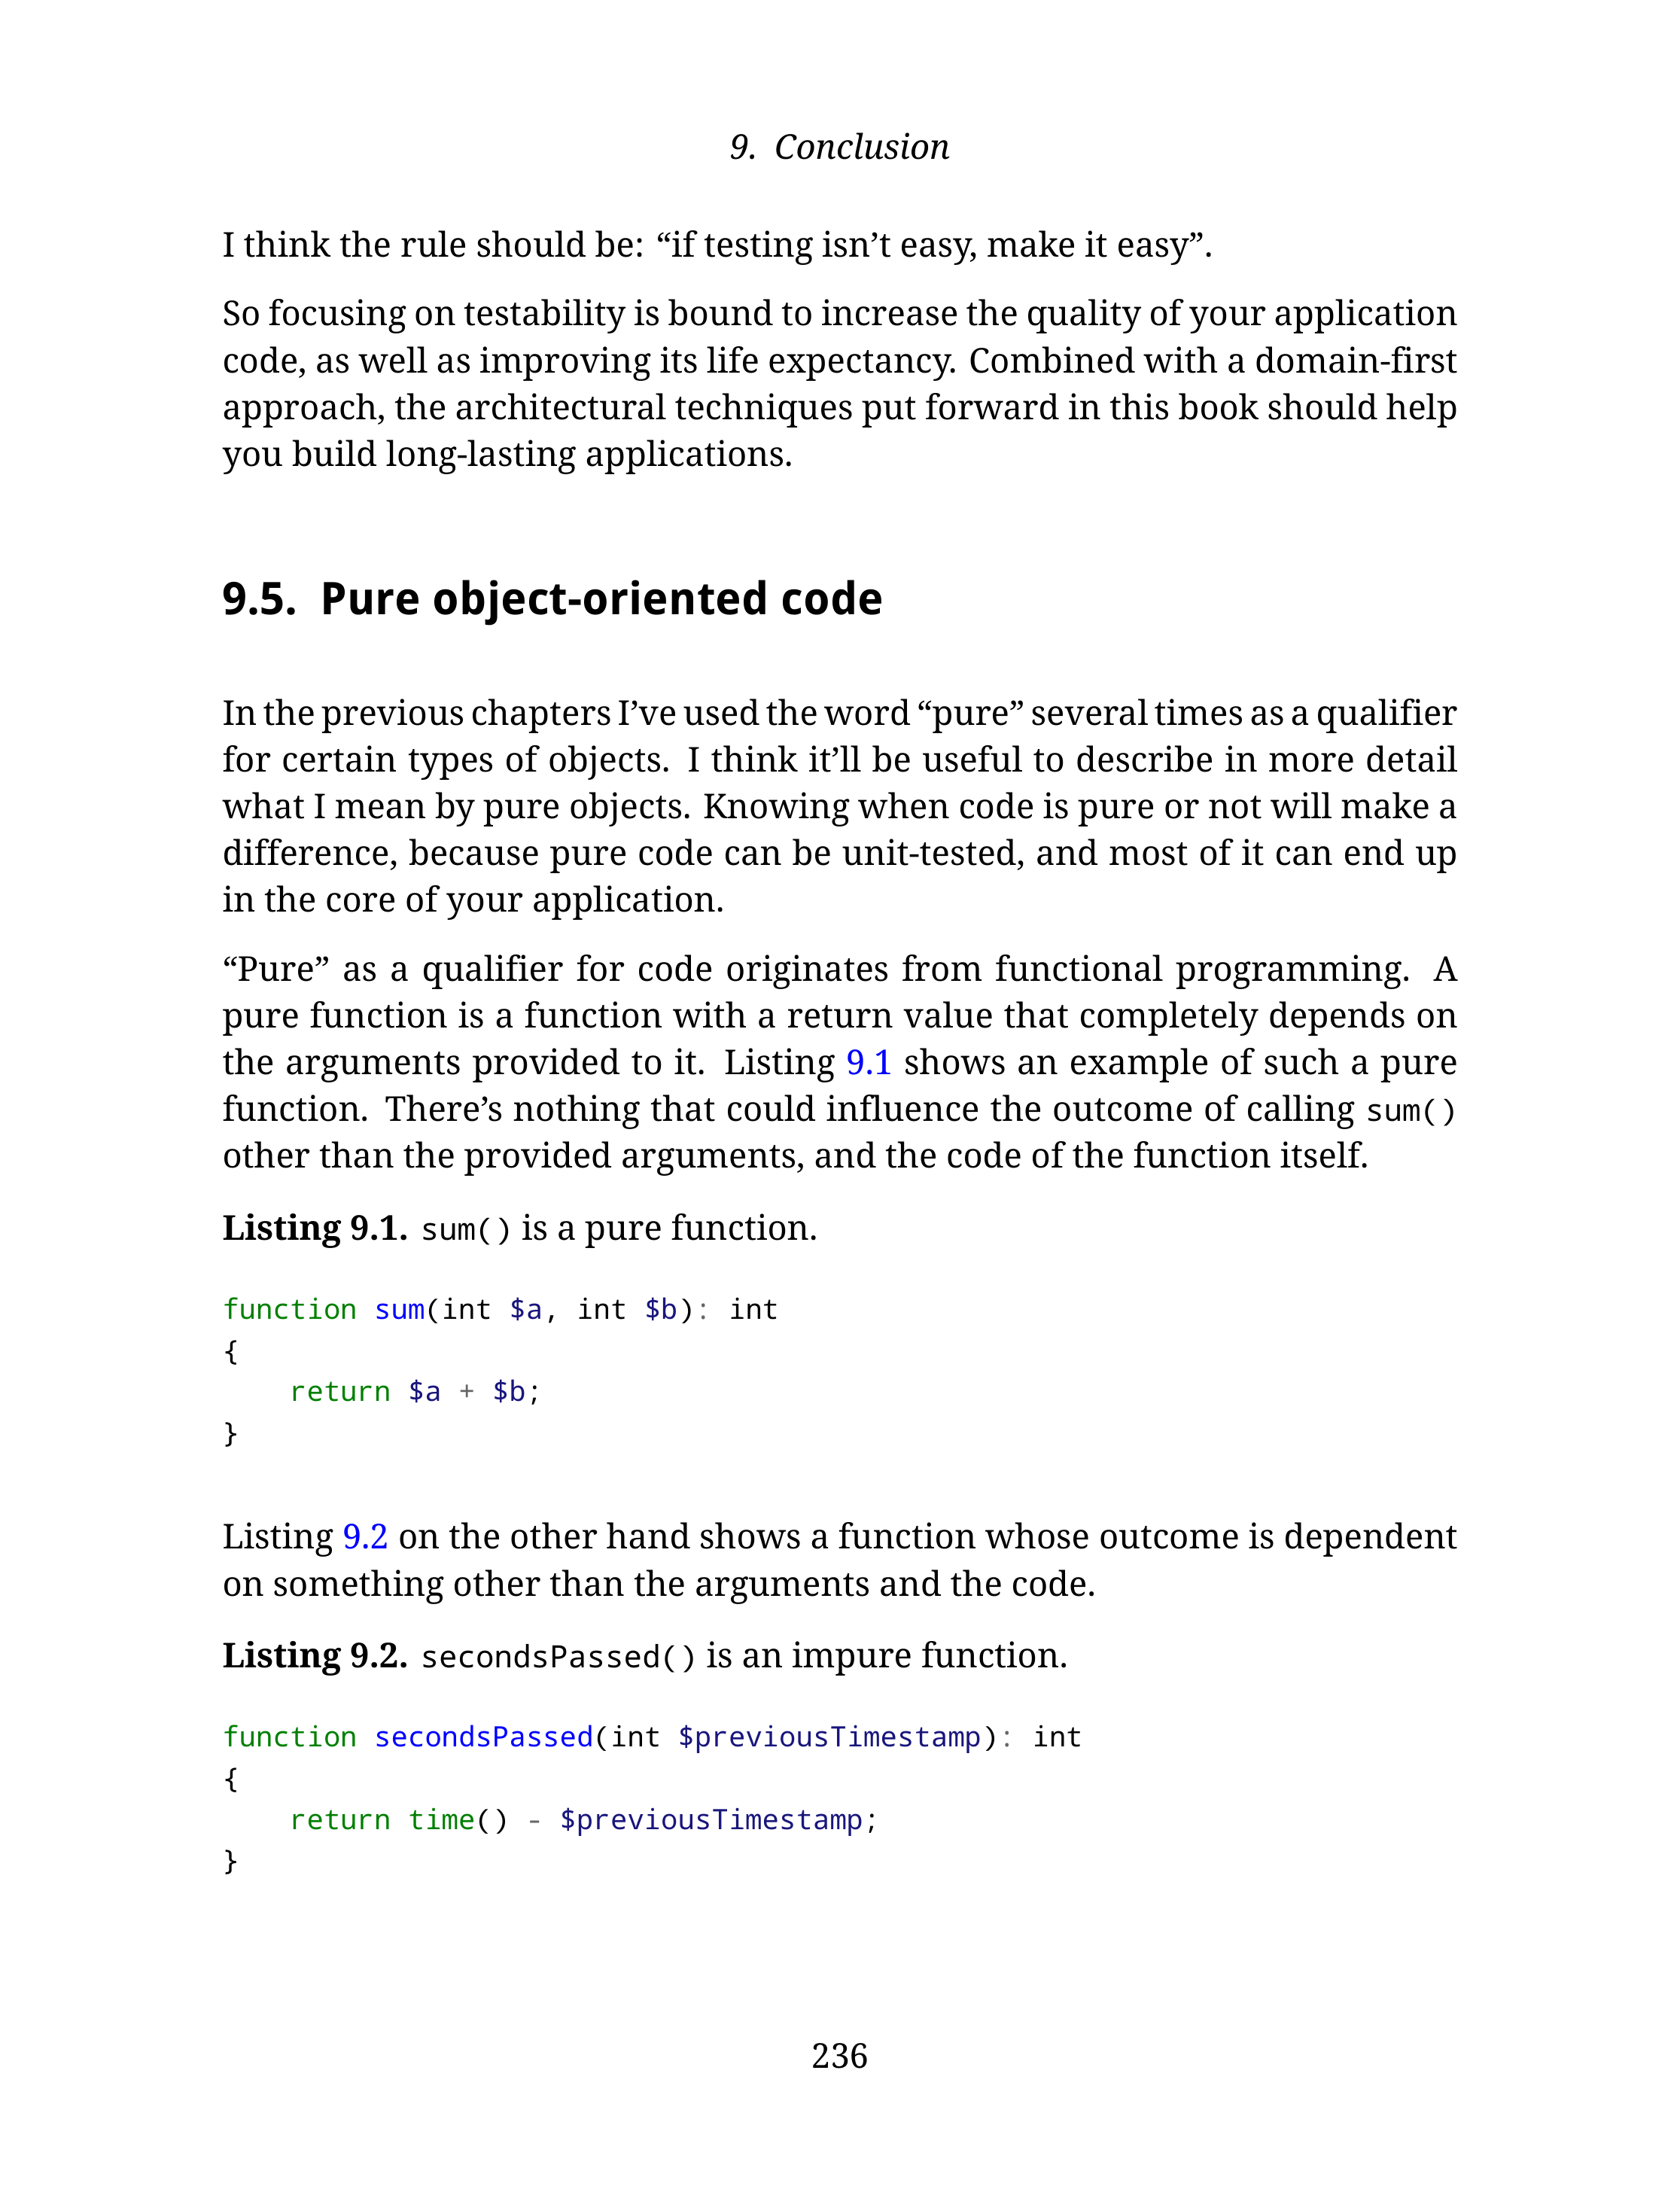 9. Conclusion
I think the rule should be: “if testing isn’t easy, make it easy”.
So focusing on testability is bound to increase the quality of your application
code, as well as improving its life expectancy. Combined with a domain-first
approach, the architectural techniques put forward in this book should help
you build long-lasting applications.
9.5. Pure object-oriented code
In the previous chapters I’ve used the word “pure” several times as a qualifier
for certain types of objects. I think it’ll be useful to describe in more detail
what I mean by pure objects. Knowing when code is pure or not will make a
difference, because pure code can be unit-tested, and most of it can end up
in the core of your application.
“Pure” as a qualifier for code originates from functional programming. A
pure function is a function with a return value that completely depends on
the arguments provided to it. Listing 9.1 shows an example of such a pure
function. There’s nothing that could influence the outcome of calling sum()
other than the provided arguments, and the code of the function itself.
Listing 9.1. sum() is a pure function.
function sum(int $a, int $b): int
{
    return $a + $b;
}
Listing 9.2 on the other hand shows a function whose outcome is dependent
on something other than the arguments and the code.
Listing 9.2. secondsPassed() is an impure function.
function secondsPassed(int $previousTimestamp): int
{
    return time() - $previousTimestamp;
}
236